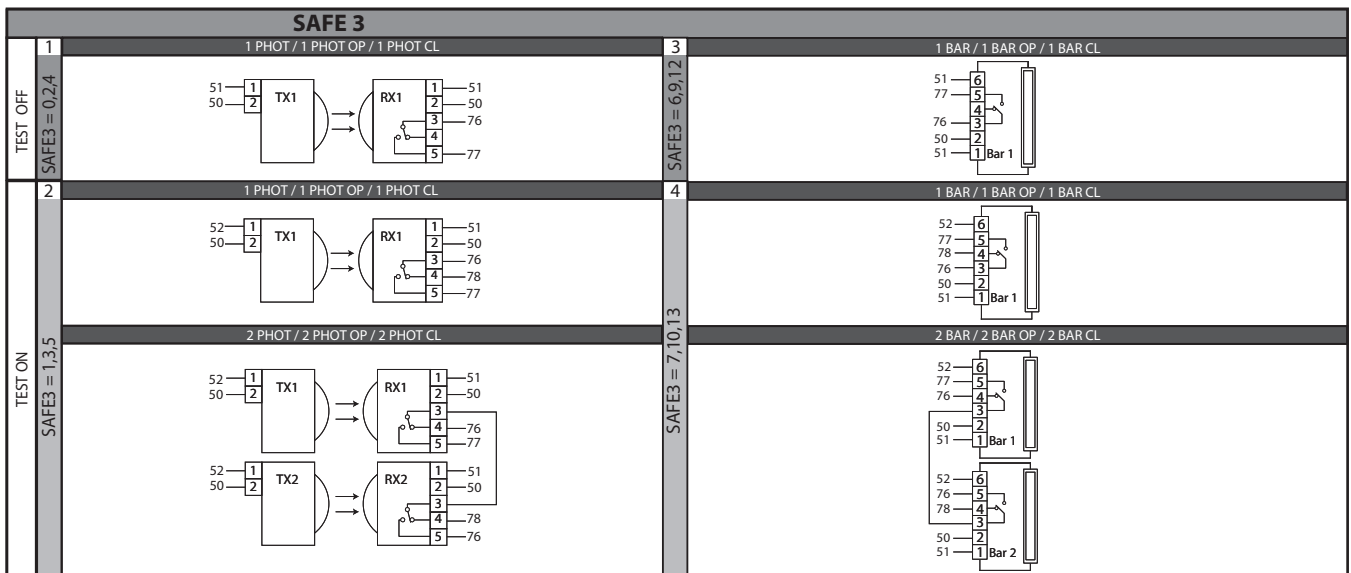 SAFE 3
TEST OFF
1
SAFE3 = 0,2,4
1 PHOT / 1 PHOT OP / 1 PHOT CL
51 1 TX1 RX1 1 51
50 2 2 50
3 76
4
5 77
3
SAFE3 = 6,9,12
1 BAR / 1 BAR OP / 1 BAR CL
51 6
77 5
4
76 3
50 2
51 1 Bar 1
TEST ON
2
SAFE3 = 1,3,5
1 PHOT / 1 PHOT OP / 1 PHOT CL
52 1 TX1 RX1 1 51
50 2 2 50
3 76
4 78
5 77
2 PHOT / 2 PHOT OP / 2 PHOT CL
52 1 TX1 RX1 1 51
50 2 2 50
3
4 76
5 77
52 1 TX2 RX2 1 51
50 2 2 50
3
4 78
5 76
4
SAFE3 = 7,10,13
1 BAR / 1 BAR OP / 1 BAR CL
52 6
77 5
78 4
76 3
50 2
51 1 Bar 1
2 BAR / 2 BAR OP / 2 BAR CL
52 6
77 5
76 4
3
50 2
51 1 Bar 1
52 6
76 5
78 4
3
50 2
51 1 Bar 2